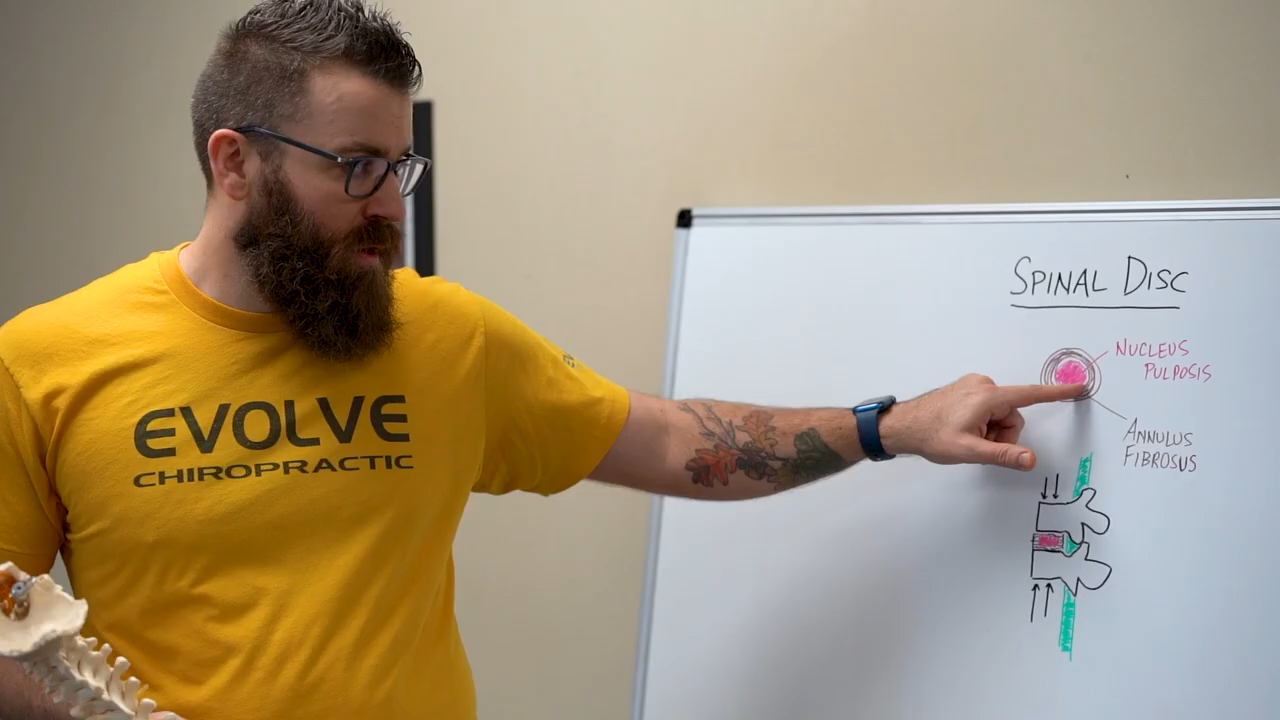 EVOLVE
CHIROPRACTIC
SPINAL DISC
NUCLEUS
PULPOSIS
ANNULUS
FIBROSUS